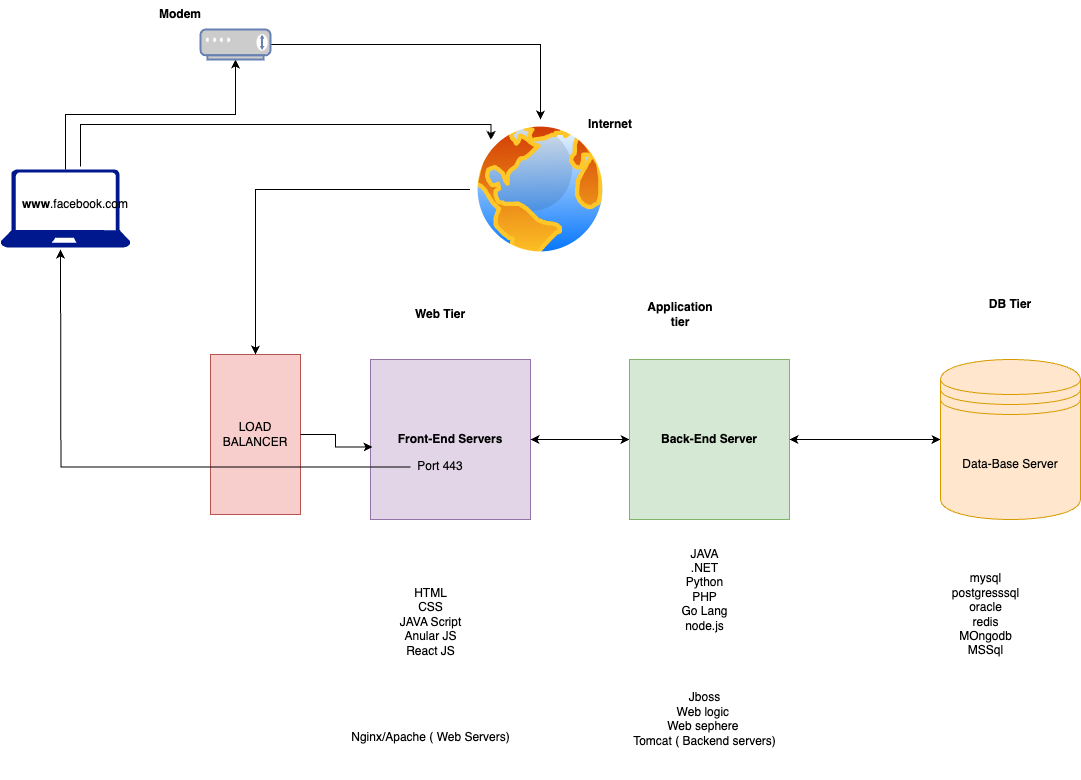 Modem
Internet
www.facebook.com
Web Tier
Application
tier
DB Tier
LOAD
BALANCER
Front-End Servers
Port 443
Back-End Server
Data-Base Server
HTML
CSS
JAVA Script
Anular JS
React JS
JAVA
.NET
Python
PHP
Go Lang
node.js
mysql
postgresssql
oracle
redis
MOngodb
MSSql
Nginx/Apache ( Web Servers)
Jboss
Web logic
Web sephere
Tomcat ( Backend servers)